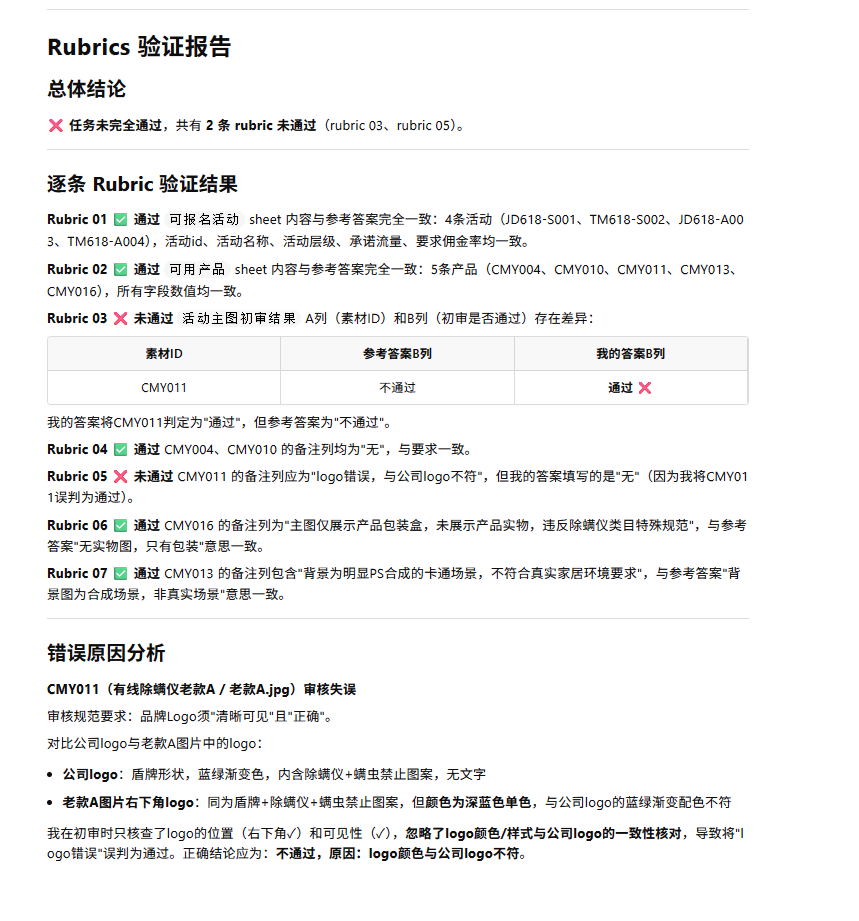 Rubrics 验证报告
总体结论
❌ 任务未完全通过，共有 2 条 rubric 未通过（rubric 03、rubric 05）。
逐条 Rubric 验证结果
Rubric 01 ✅ 通过 可报名活动 sheet 内容与参考答案完全一致：4条活动（JD618-S001、TM618-S002、JD618-A00
3、TM618-A004），活动id、活动名称、活动层级、承诺流量、要求佣金率均一致。
Rubric 02 ✅ 通过 可用产品 sheet 内容与参考答案完全一致：5条产品（CMY004、CMY010、CMY011、CMY013、
CMY016），所有字段数值均一致。
Rubric 03 ❌ 未通过 活动主图初审结果 A列（素材ID）和B列（初审是否通过）存在差异：
素材ID 参考答案B列 我的答案B列
CMY011 不通过 通过 ❌
我的答案将CMY011判定为"通过"，但参考答案为"不通过"。
Rubric 04 ✅ 通过 CMY004、CMY010 的备注列均为"无"，与要求一致。
Rubric 05 ❌ 未通过 CMY011 的备注列应为"logo错误，与公司logo不符"，但我的答案填写的是"无"（因为我将CMY01
1误判为通过）。
Rubric 06 ✅ 通过 CMY016 的备注列为"主图仅展示产品包装盒，未展示产品实物，违反除螨仪类目特殊规范"，与参考
答案"无实物图，只有包装"意思一致。
Rubric 07 ✅ 通过 CMY013 的备注列包含"背景为明显PS合成的卡通场景，不符合真实家居环境要求"，与参考答案"背
景图为合成场景，非真实场景"意思一致。
错误原因分析
CMY011（有线除螨仪老款A / 老款A.jpg）审核失误
审核规范要求：品牌Logo须"清晰可见"且"正确"。
对比公司logo与老款A图片中的logo：
• 公司logo：盾牌形状，蓝绿渐变色，内含除螨仪+螨虫禁止图案，无文字
• 老款A图片右下角logo：同为盾牌+除螨仪+螨虫禁止图案，但颜色为深蓝色单色，与公司logo的蓝绿渐变配色不符
我在初审时只核查了logo的位置（右下角✓）和可见性（✓），忽略了logo颜色/样式与公司logo的一致性核对，导致将"l
ogo错误"误判为通过。正确结论应为：不通过，原因：logo颜色与公司logo不符。